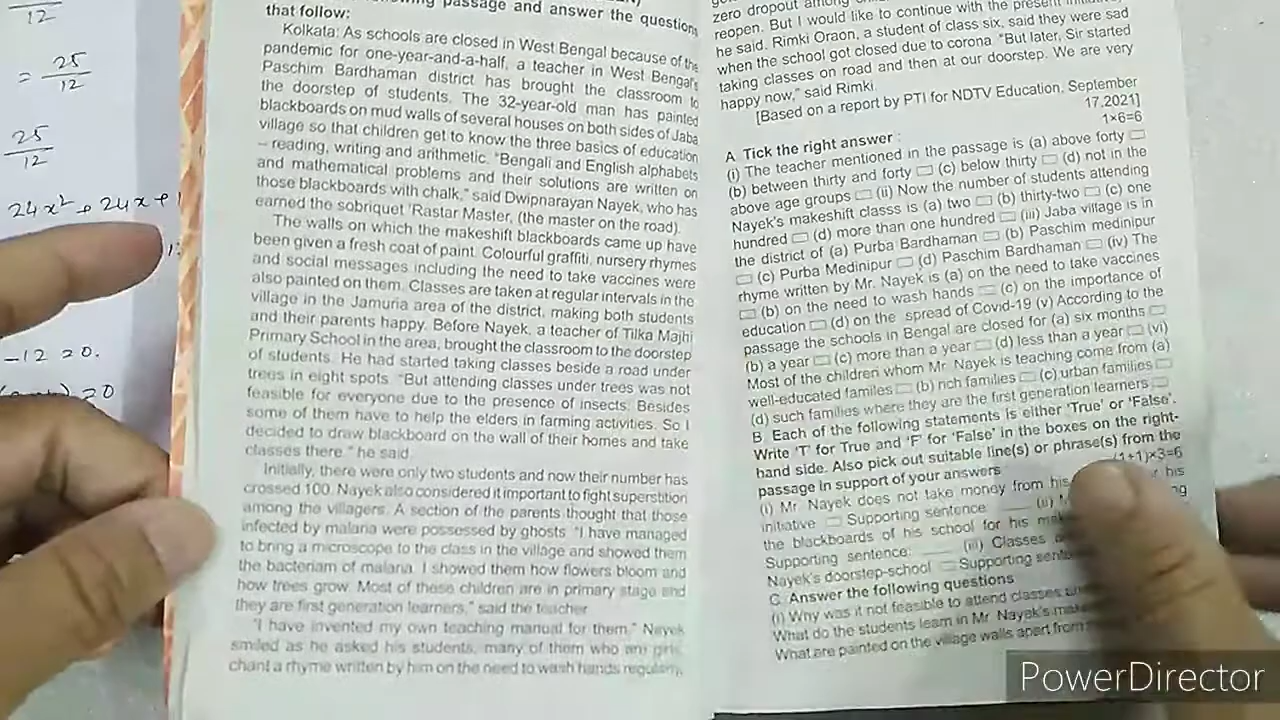 12
= 25
12
25
12
24x² + 24x +
-12 = 0.
= 0
passage and answer the questions
that follow:
Kolkata: As schools are closed in West Bengal because of the
pandemic for one-year-and-a-half, a teacher in West Bengal's
Paschim Bardhaman district has brought the classroom to
the doorstep of students. The 32-year-old man has painted
blackboards on mud walls of several houses on both sides of Jaba
village so that children get to know the three basics of education
– reading, writing and arithmetic. "Bengali and English alphabets
and mathematical problems and their solutions are written on
those blackboards with chalk," said Dwipnarayan Nayek, who has
earned the sobriquet 'Rastar Master, (the master on the road).
The walls on which the makeshift blackboards came up have
been given a fresh coat of paint. Colourful graffiti, nursery rhymes
and social messages including the need to take vaccines were
also painted on them. Classes are taken at regular intervals in the
village in the Jamuria area of the district, making both students
and their parents happy. Before Nayek, a teacher of Tilka Majhi
Primary School in the area, brought the classroom to the doorstep
of students. He had started taking classes beside a road under
trees in eight spots. "But attending classes under trees was not
feasible for everyone due to the presence of insects. Besides
some of them have to help the elders in farming activities. So I
decided to draw blackboard on the wall of their homes and take
classes there." he said.
Initially, there were only two students and now their number has
crossed 100. Nayek also considered it important to fight superstition
among the villagers. A section of the parents thought that those
infected by malaria were possessed by ghosts. "I have managed
to bring a microscope to the class in the village and showed them
the bacterium of malaria. I showed them how flowers bloom and
how trees grow. Most of these children are in primary stage and
they are first generation learners," said the teacher.
"I have invented my own teaching manual for them," Nayek
smiled as he asked his students, many of them who are girls,
chant a rhyme written by him on the need to wash hands regularly.
zero dropout among
reopen. But I would like to continue with the present initiative,
he said. Rimki Oraon, a student of class six, said they were sad
when the school got closed due to corona. "But later, Sir started
taking classes on road and then at our doorstep. We are very
happy now," said Rimki.
[Based on a report by PTI for NDTV Education. September
17.2021]
1×6=6
A. Tick the right answer :
(i) The teacher mentioned in the passage is (a) above forty
(b) between thirty and forty (c) below thirty (d) not in the
above age groups (ii) Now the number of students attending
Nayek's makeshift classs is (a) two (b) thirty-two (c) one
hundred (d) more than one hundred (iii) Jaba village is in
the district of (a) Purba Bardhaman (b) Paschim medinipur
(c) Purba Medinipur (d) Paschim Bardhaman (iv) The
rhyme written by Mr. Nayek is (a) on the need to take vaccines
(b) on the need to wash hands (c) on the importance of
education (d) on the spread of Covid-19 (v) According to the
passage the schools in Bengal are closed for (a) six months
(b) a year (c) more than a year (d) less than a year (vi)
Most of the children whom Mr. Nayek is teaching come from (a)
well-educated familes (b) rich families (c) urban families
(d) such families where they are the first generation learners
B. Each of the following statements is either 'True' or 'False'.
Write 'T' for True and 'F' for 'False' in the boxes on the right-
hand side. Also pick out suitable line(s) or phrase(s) from the
passage in support of your answers (1+1)×3=6
(i) Mr. Nayek does not take money from his his
initiative Supporting sentence: (ii)
the blackboards of his school for his
Supporting sentence: (iii) Classes
Nayek's doorstep-school Supporting
C. Answer the following questions
(i) Why was it not feasible to attend classes
What do the students learn in Mr. Nayak's
What are painted on the village walls apart from
PowerDirector